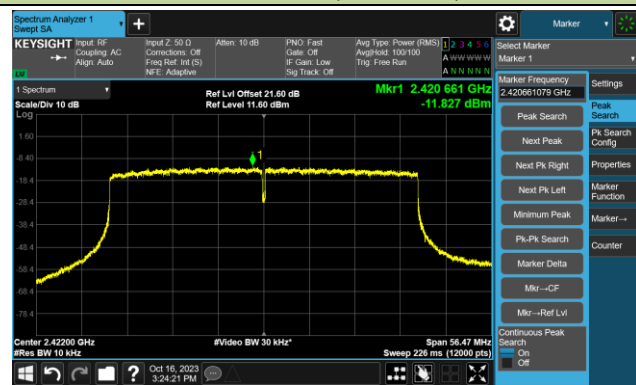 Spectrum Analyzer 1
Swept SA
Marker
KEYSIGHT
Input: RF
Coupling: AC
Align: Auto
Input Z: 50 Ω
Corrections: Off
Freq Ref: Int (S)
NFE: Adaptive
Atten: 10 dB
PNO: Fast
Gate: Off
IF Gain: Low
Sig Track: Off
Avg Type: Power (RMS)
Avg|Hold: 100/100
Trig: Free Run
1 2 3 4 5 6
A W W W W W
A N N N N N
LXI
Select Marker
Marker 1
1 Spectrum
Scale/Div 10 dB
Log
Ref Lvl Offset 21.60 dB
Ref Level 11.60 dBm
Mkr1 2.420 661 GHz
-11.827 dBm
1.60
-8.40
-18.4
-28.4
-38.4
-48.4
-58.4
-68.4
-78.4
1
Center 2.42200 GHz
#Res BW 10 kHz
#Video BW 30 kHz*
Span 56.47 MHz
Sweep 226 ms (12000 pts)
Marker Frequency
2.420661079 GHz
Peak Search
Next Peak
Next Pk Right
Next Pk Left
Minimum Peak
Pk-Pk Search
Marker Delta
Mkr→CF
Mkr→Ref Lvl
Continuous Peak
Search
On
Off
Settings
Peak
Search
Pk Search
Config
Properties
Marker
Function
Marker→
Counter
Oct 16, 2023
3:24:21 PM